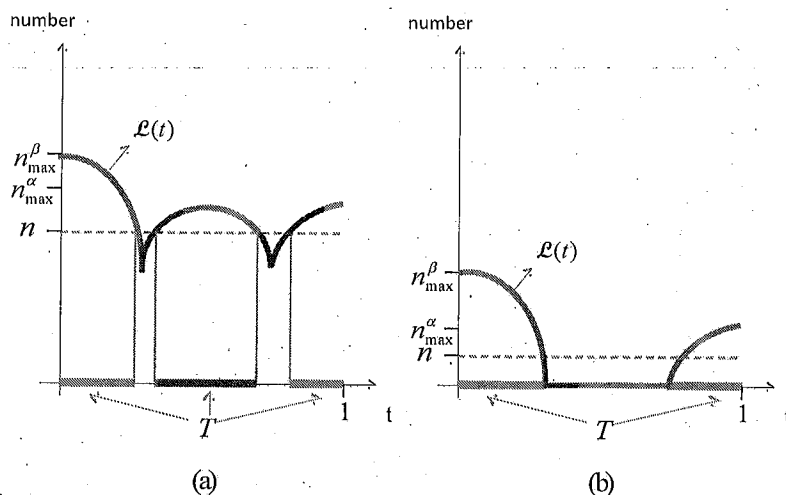 number
𝓛(t)
n^β_max
n^α_max
n
T
1
t
(a)
number
𝓛(t)
n^β_max
n^α_max
n
T
1
t
(b)